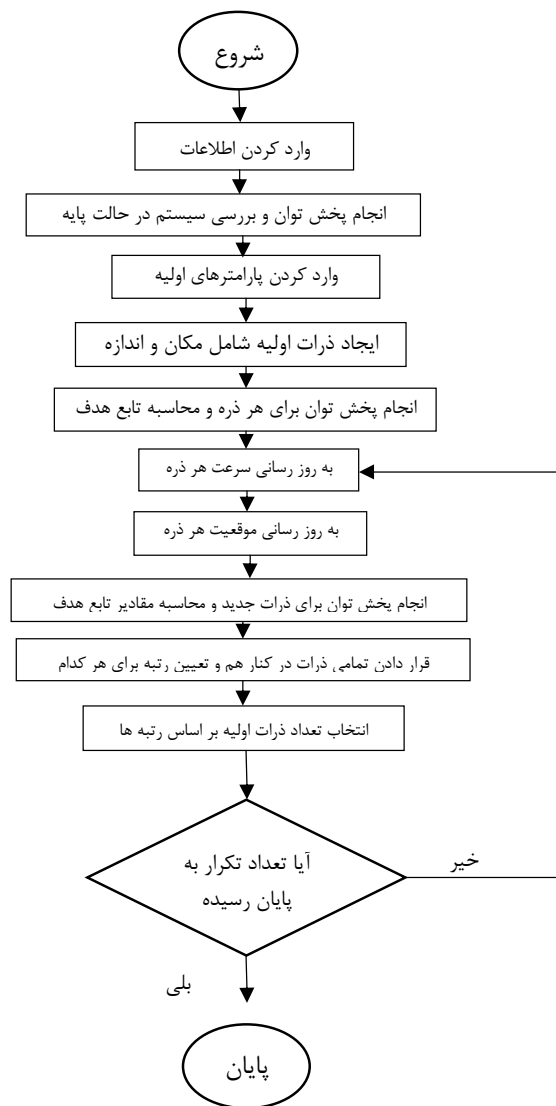 شروع
وارد کردن اطلاعات
انجام پخش توان و بررسی سیستم در حالت پایه
وارد کردن پارامترهای اولیه
ایجاد ذرات اولیه شامل مکان و اندازه
انجام پخش توان برای هر ذره و محاسبه تابع هدف
به روز رسانی سرعت هر ذره
به روز رسانی موقعیت هر ذره
انجام پخش توان برای ذرات جدید و محاسبه مقادیر تابع هدف
قرار دادن تمامی ذرات در کنار هم و تعیین رتبه برای هر کدام
انتخاب تعداد ذرات اولیه بر اساس رتبه ها
آیا تعداد تکرار به
پایان رسیده
خیر
بلی
پایان